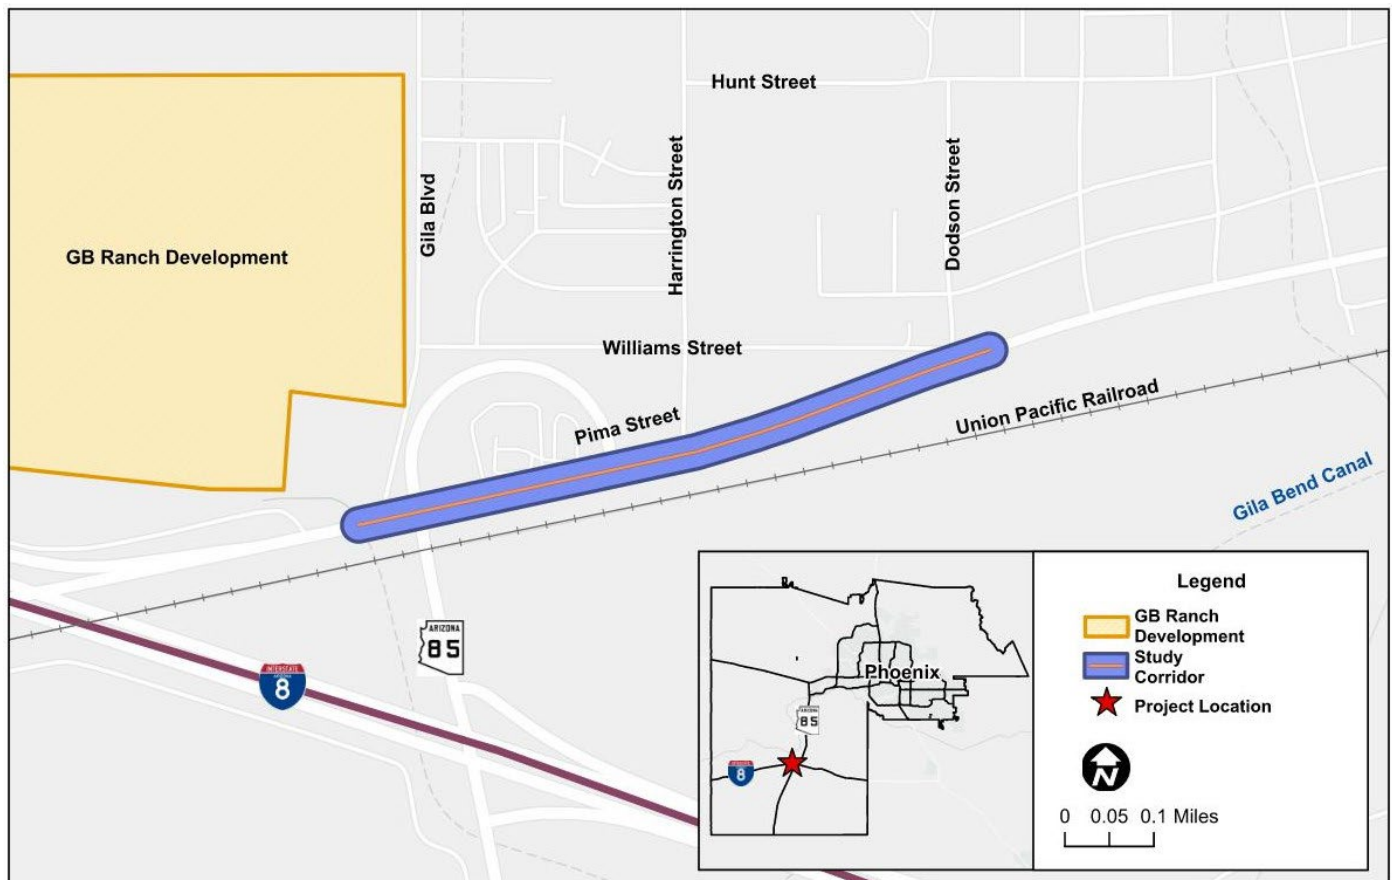 Hunt Street
Gila Blvd
Harrington Street
Dodson Street
GB Ranch Development
Williams Street
Pima Street
Union Pacific Railroad
Gila Bend Canal
ARIZONA
85
INTERSTATE
ARIZONA
8
Phoenix
ARIZONA
85
8
Legend
GB Ranch
Development
Study
Corridor
Project Location
N
0 0.05 0.1 Miles